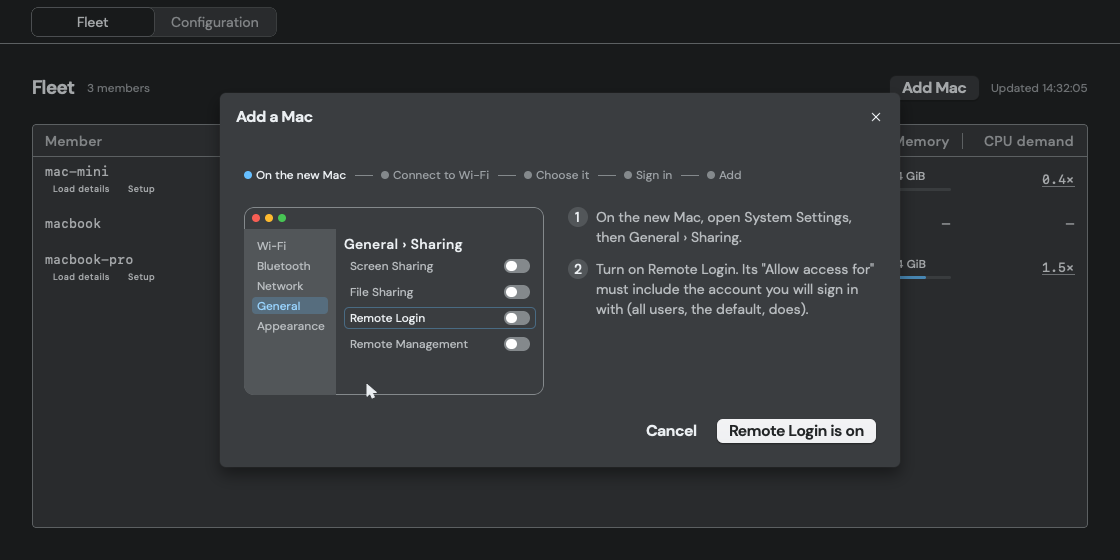 Fleet Configuration
Fleet 3 members Add Mac Updated 14:32:05
Member Memory CPU demand
mac-mini
Load details Setup
GiB 0.4×
macbook – –
macbook-pro
Load details Setup
GiB 1.5×
Add a Mac ×
On the new Mac — Connect to Wi-Fi — Choose it — Sign in — Add
Wi-Fi
Bluetooth
Network
General
Appearance
General › Sharing
Screen Sharing
File Sharing
Remote Login
Remote Management
1 On the new Mac, open System Settings,
then General › Sharing.
2 Turn on Remote Login. Its "Allow access for"
must include the account you will sign in
with (all users, the default, does).
Cancel Remote Login is on